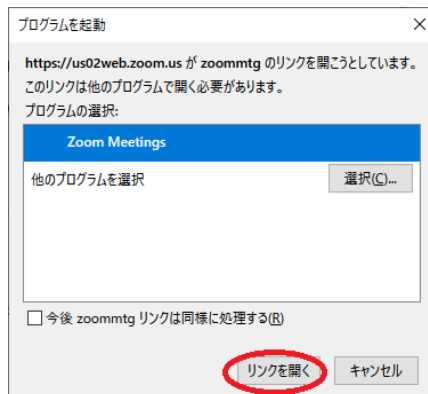 プログラムを起動
https://us02web.zoom.us が zoommtg のリンクを開こうとしています。
このリンクは他のプログラムで開く必要があります。
プログラムの選択:
Zoom Meetings
他のプログラムを選択 選択(C)...
今後 zoommtg リンクは同様に処理する(R)
リンクを開く キャンセル